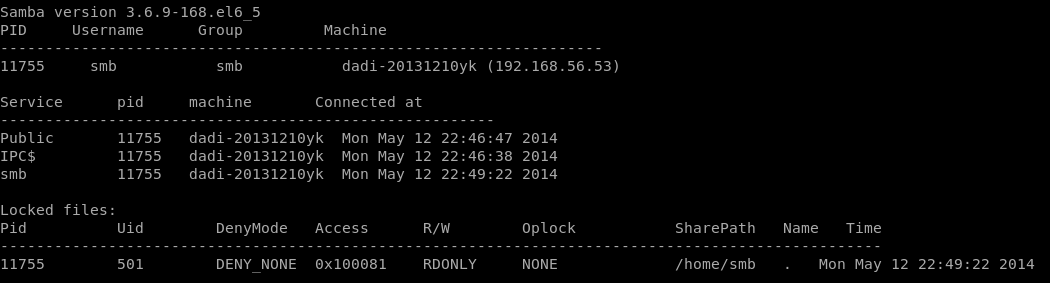 Samba version 3.6.9-168.el6_5
PID     Username      Group            Machine
-------------------------------------------------------------------
11755     smb           smb              dadi-20131210yk (192.168.56.53)

Service      pid     machine       Connected at
-------------------------------------------------------
Public       11755   dadi-20131210yk  Mon May 12 22:46:47 2014
IPC$         11755   dadi-20131210yk  Mon May 12 22:46:38 2014
smb          11755   dadi-20131210yk  Mon May 12 22:49:22 2014

Locked files:
Pid          Uid        DenyMode   Access      R/W        Oplock           SharePath   Name   Time
--------------------------------------------------------------------------------------------------
11755        501        DENY_NONE  0x100081    RDONLY     NONE             /home/smb   .   Mon May 12 22:49:22 2014